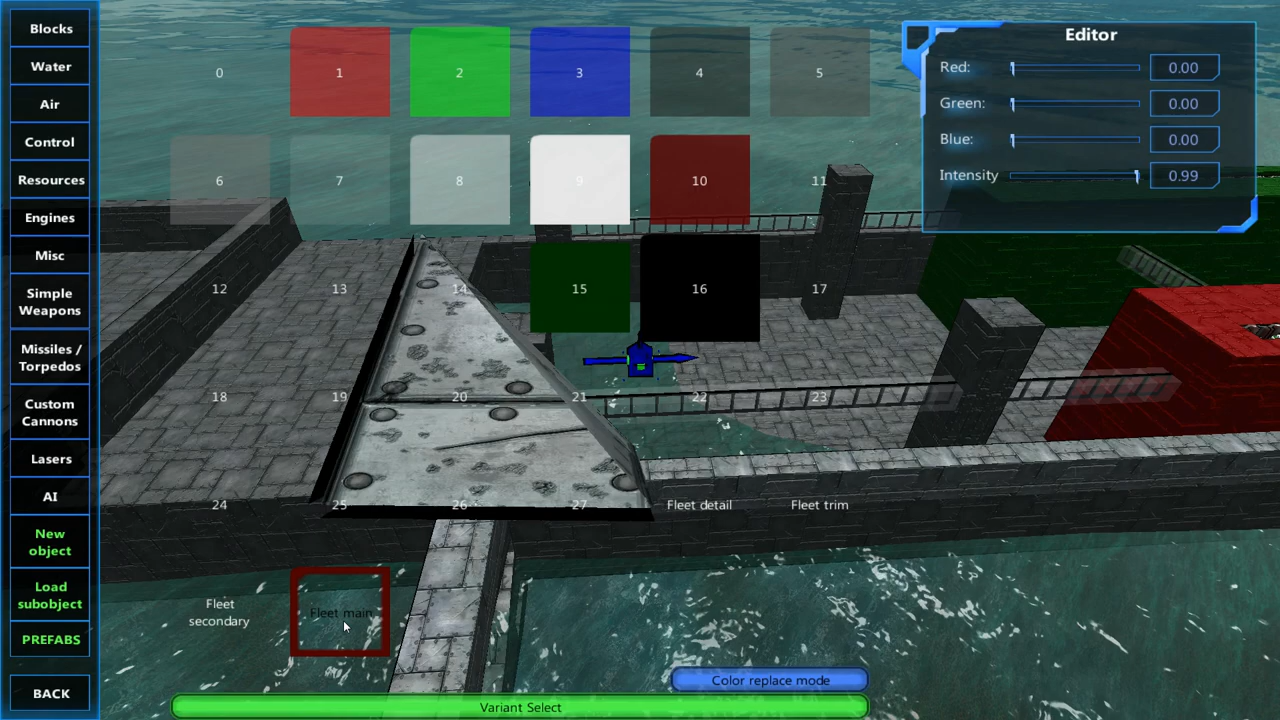 Blocks
Water
Air
Control
Resources
Engines
Misc
Simple
Weapons
Missiles /
Torpedos
Custom
Cannons
Lasers
AI
New
object
Load
subobject
PREFABS
BACK
0 1 2 3 4 5
6 7 8 9 10 11
12 13 14 15 16 17
18 19 20 21 22 23
24 25 26 27 Fleet detail Fleet trim
Fleet
secondary
Fleet main
Color replace mode
Variant Select
Editor
Red: 0.00
Green: 0.00
Blue: 0.00
Intensity 0.99